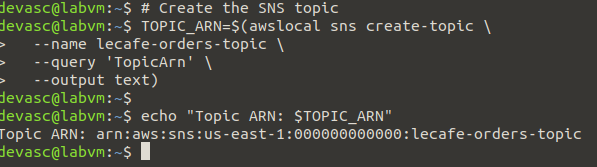 devasc@labvm:~$ # Create the SNS topic
devasc@labvm:~$ TOPIC_ARN=$(awslocal sns create-topic \
>   --name lecafe-orders-topic \
>   --query 'TopicArn' \
>   --output text)
devasc@labvm:~$
devasc@labvm:~$ echo "Topic ARN: $TOPIC_ARN"
Topic ARN: arn:aws:sns:us-east-1:000000000000:lecafe-orders-topic
devasc@labvm:~$